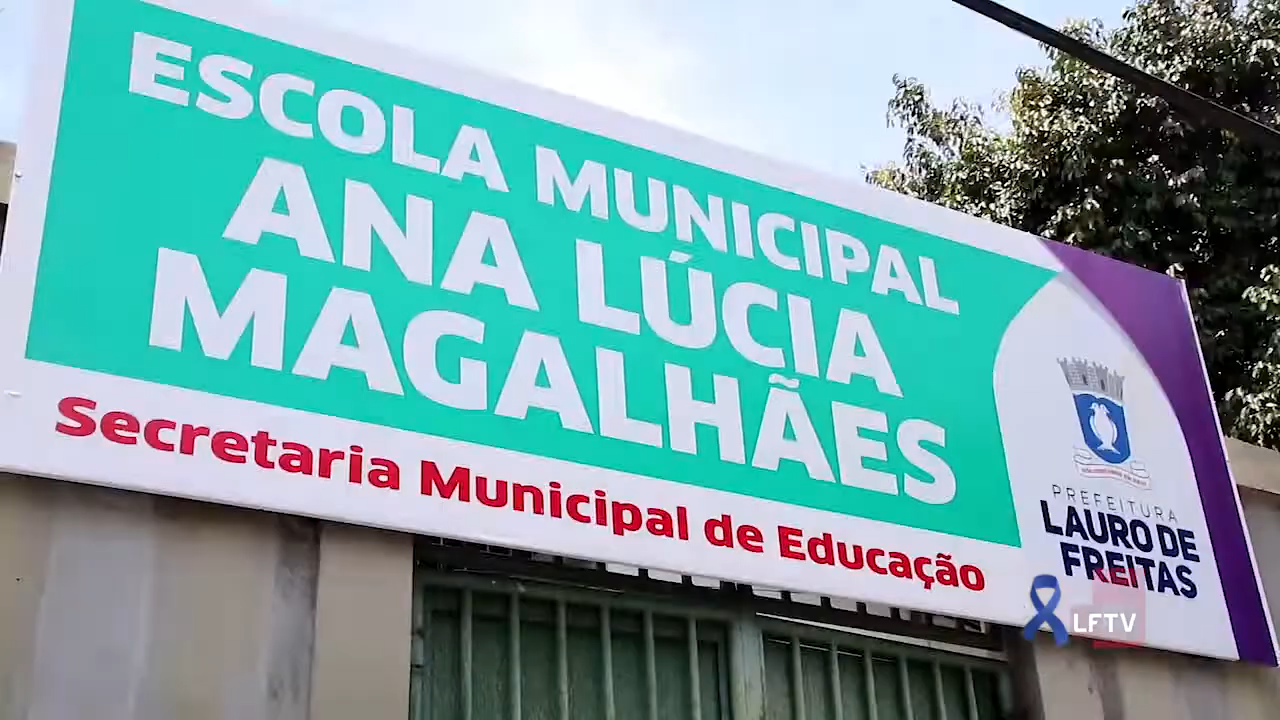 ESCOLA MUNICIPAL
ANA LÚCIA
MAGALHÃES
Secretaria Municipal de Educação
PREFEITURA
LAURO DE
FREITAS
LFTV